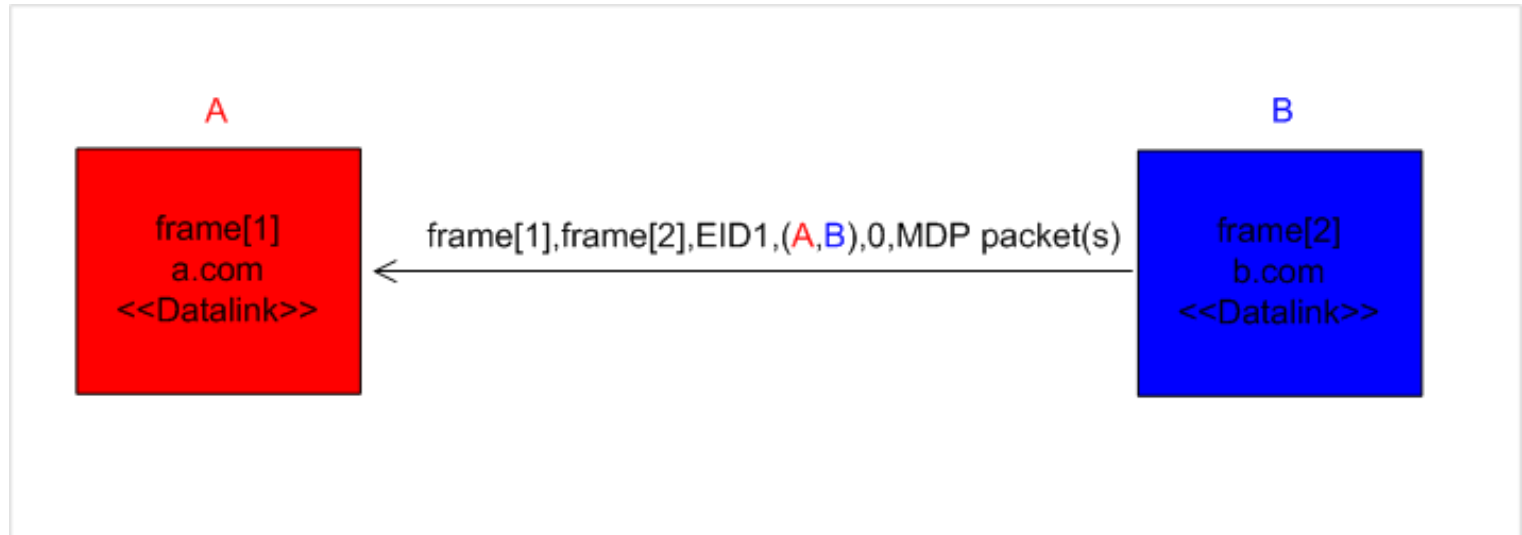 A
B
frame[1]
a.com
<<Datalink>>
frame[1],frame[2],EID1,(A,B),0,MDP packet(s)
frame[2]
b.com
<<Datalink>>